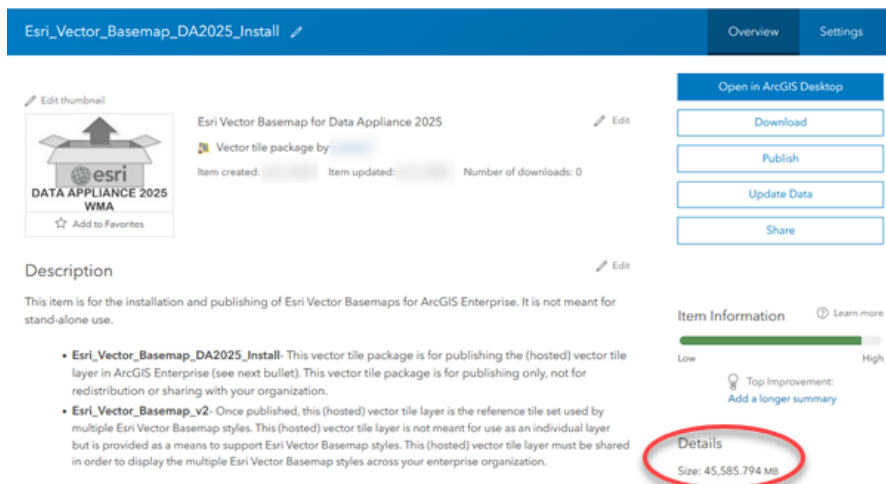 Esri_Vector_Basemap_DA2025_Install
Overview
Settings
Edit thumbnail
esri
DATA APPLIANCE 2025
WMA
Add to Favorites
Esri Vector Basemap for Data Appliance 2025
Edit
Vector tile package by
Item created:
Item updated:
Number of downloads: 0
Open in ArcGIS Desktop
Download
Publish
Update Data
Share
Description
Edit
This item is for the installation and publishing of Esri Vector Basemaps for ArcGIS Enterprise. It is not meant for
stand-alone use.
• Esri_Vector_Basemap_DA2025_Install- This vector tile package is for publishing the (hosted) vector tile
layer in ArcGIS Enterprise (see next bullet). This vector tile package is for publishing only, not for
redistribution or sharing with your organization.
• Esri_Vector_Basemap_v2- Once published, this (hosted) vector tile layer is the reference tile set used by
multiple Esri Vector Basemap styles. This (hosted) vector tile layer is not meant for use as an individual layer
but is provided as a means to support Esri Vector Basemap styles. This (hosted) vector tile layer must be shared
in order to display the multiple Esri Vector Basemap styles across your enterprise organization.
Item Information
Learn more
Low
High
Top Improvement:
Add a longer summary
Details
Size: 45,585.794 MB